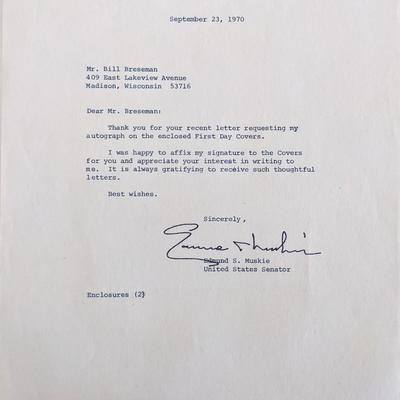 September 23, 1970
Mr. Bill Breseman
409 East Lakeview Avenue
Madison, Wisconsin 53716
Dear Mr. Breseman:
Thank you for your recent letter requesting my
autograph on the enclosed First Day Covers.
I was happy to affix my signature to the Covers
for you and appreciate your interest in writing to
me. It is always gratifying to receive such thoughtful
letters.
Best wishes.
Sincerely,
Edmund S. Muskie
Edmund S. Muskie
United States Senator
Enclosures (2)